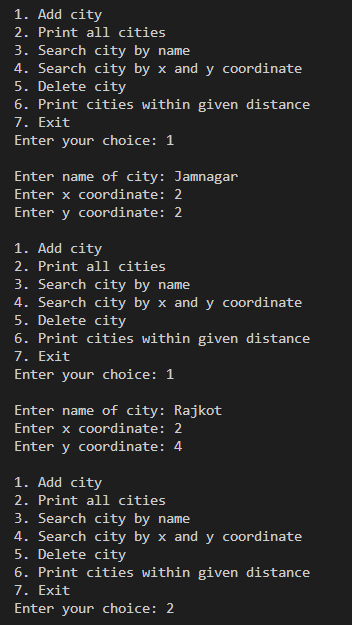 1. Add city
2. Print all cities
3. Search city by name
4. Search city by x and y coordinate
5. Delete city
6. Print cities within given distance
7. Exit
Enter your choice: 1

Enter name of city: Jamnagar
Enter x coordinate: 2
Enter y coordinate: 2

1. Add city
2. Print all cities
3. Search city by name
4. Search city by x and y coordinate
5. Delete city
6. Print cities within given distance
7. Exit
Enter your choice: 1

Enter name of city: Rajkot
Enter x coordinate: 2
Enter y coordinate: 4

1. Add city
2. Print all cities
3. Search city by name
4. Search city by x and y coordinate
5. Delete city
6. Print cities within given distance
7. Exit
Enter your choice: 2